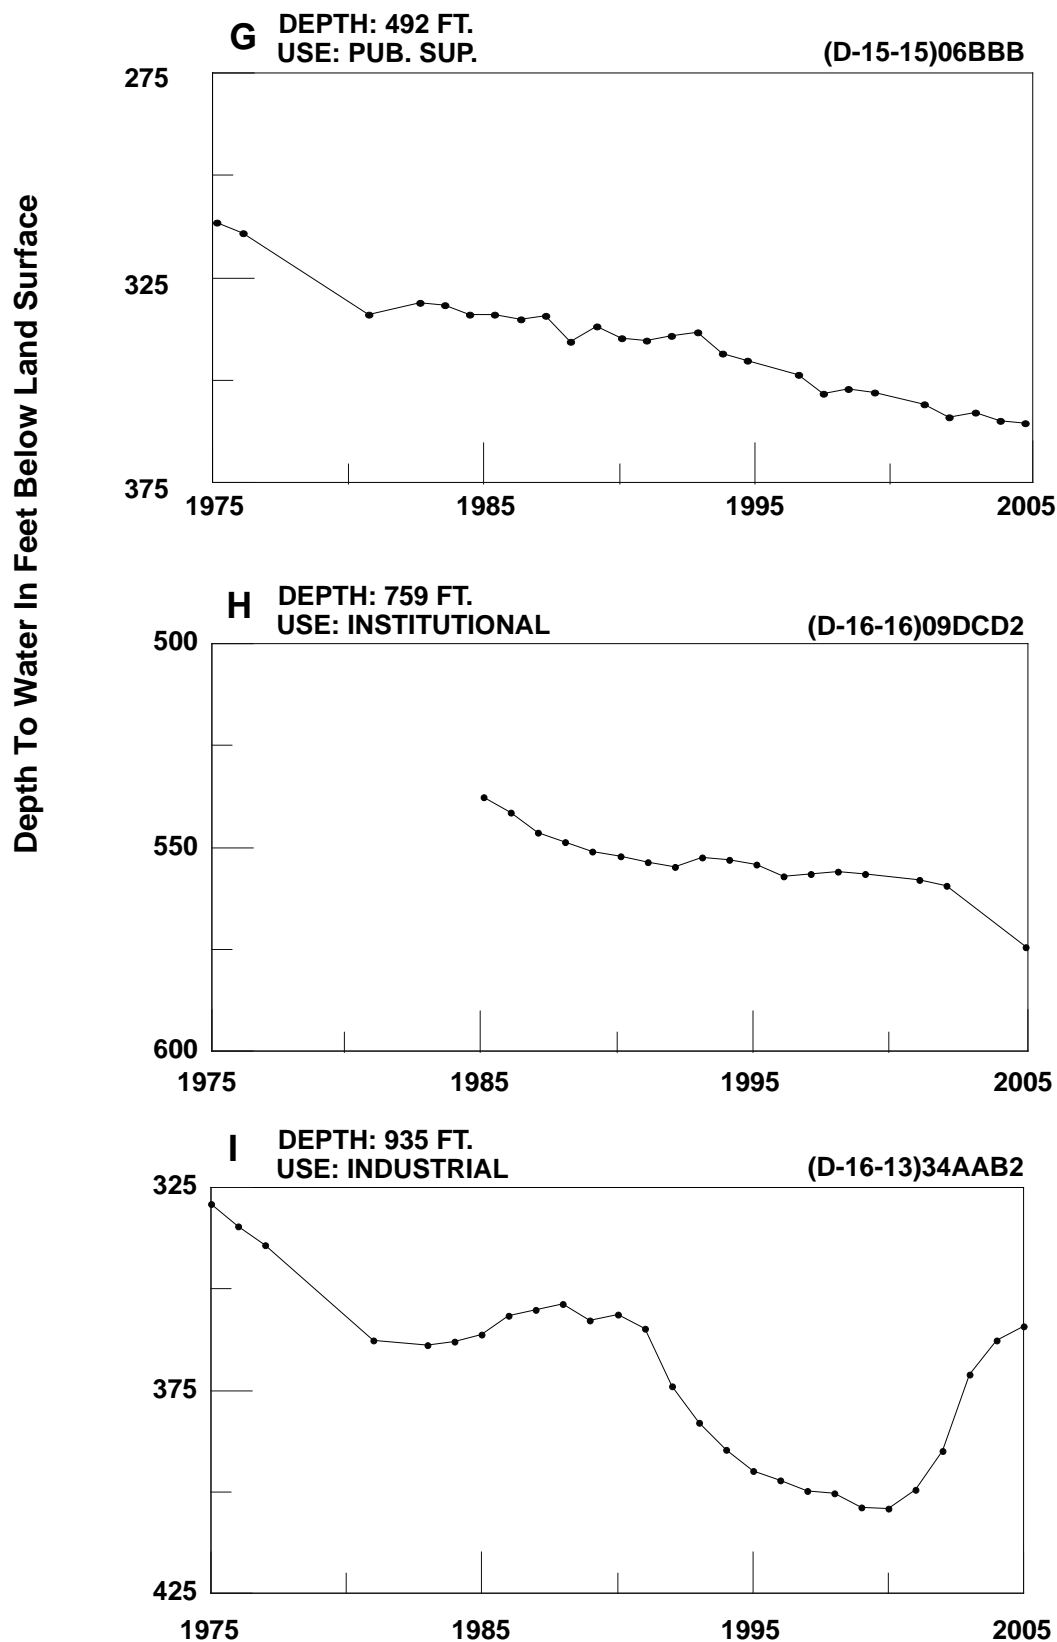 Depth To Water In Feet Below Land Surface
G
DEPTH: 492 FT.
USE: PUB. SUP.
(D-15-15)06BBB
275
325
375
1975 1985 1995 2005
H
DEPTH: 759 FT.
USE: INSTITUTIONAL
(D-16-16)09DCD2
500
550
600
1975 1985 1995 2005
I
DEPTH: 935 FT.
USE: INDUSTRIAL
(D-16-13)34AAB2
325
375
425
1975 1985 1995 2005